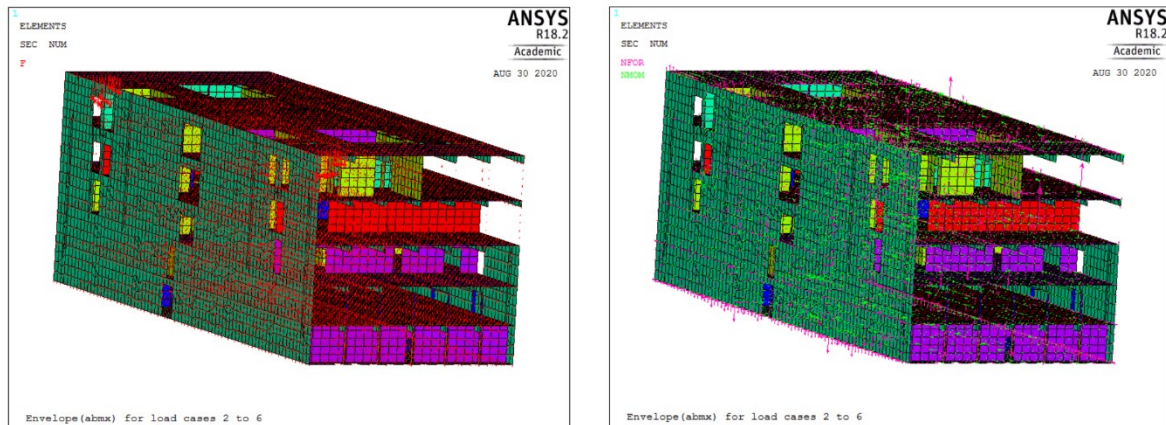 1
ELEMENTS
SEC NUM
F
ANSYS
R18.2
Academic
AUG 30 2020
Envelope(abmx) for load cases 2 to 6
1
ELEMENTS
SEC NUM
NFOR
NMOM
ANSYS
R18.2
Academic
AUG 30 2020
Envelope(abmx) for load cases 2 to 6